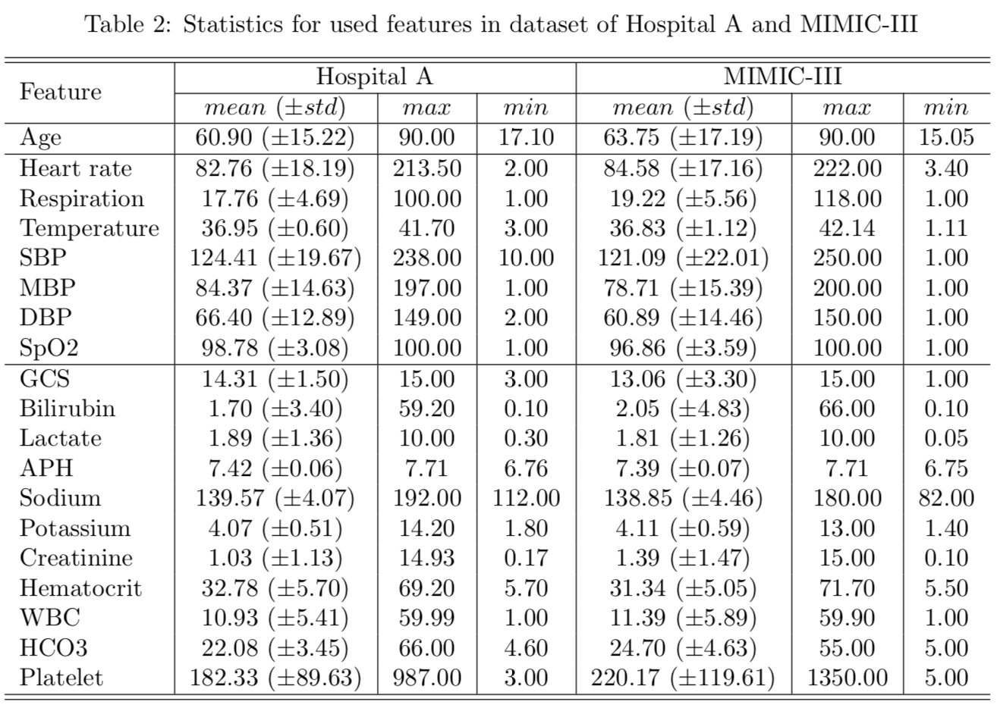 Table 2: Statistics for used features in dataset of Hospital A and MIMIC-III
Feature Hospital A MIMIC-III
mean (±std) max min mean (±std) max min
Age 60.90 (±15.22) 90.00 17.10 63.75 (±17.19) 90.00 15.05
Heart rate 82.76 (±18.19) 213.50 2.00 84.58 (±17.16) 222.00 3.40
Respiration 17.76 (±4.69) 100.00 1.00 19.22 (±5.56) 118.00 1.00
Temperature 36.95 (±0.60) 41.70 3.00 36.83 (±1.12) 42.14 1.11
SBP 124.41 (±19.67) 238.00 10.00 121.09 (±22.01) 250.00 1.00
MBP 84.37 (±14.63) 197.00 1.00 78.71 (±15.39) 200.00 1.00
DBP 66.40 (±12.89) 149.00 2.00 60.89 (±14.46) 150.00 1.00
SpO2 98.78 (±3.08) 100.00 1.00 96.86 (±3.59) 100.00 1.00
GCS 14.31 (±1.50) 15.00 3.00 13.06 (±3.30) 15.00 1.00
Bilirubin 1.70 (±3.40) 59.20 0.10 2.05 (±4.83) 66.00 0.10
Lactate 1.89 (±1.36) 10.00 0.30 1.81 (±1.26) 10.00 0.05
APH 7.42 (±0.06) 7.71 6.76 7.39 (±0.07) 7.71 6.75
Sodium 139.57 (±4.07) 192.00 112.00 138.85 (±4.46) 180.00 82.00
Potassium 4.07 (±0.51) 14.20 1.80 4.11 (±0.59) 13.00 1.40
Creatinine 1.03 (±1.13) 14.93 0.17 1.39 (±1.47) 15.00 0.10
Hematocrit 32.78 (±5.70) 69.20 5.70 31.34 (±5.05) 71.70 5.50
WBC 10.93 (±5.41) 59.99 1.00 11.39 (±5.89) 59.90 1.00
HCO3 22.08 (±3.45) 66.00 4.60 24.70 (±4.63) 55.00 5.00
Platelet 182.33 (±89.63) 987.00 3.00 220.17 (±119.61) 1350.00 5.00